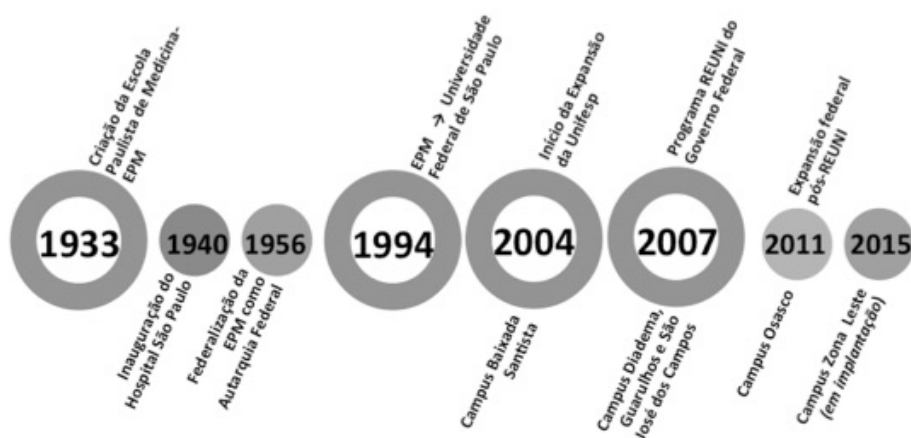 Criação da Escola
Paulista de Medicina-
EPM
1933
1940
Inauguração do
Hospital São Paulo
1956
Federalização da
EPM como
Autarquia Federal
EPM → Universidade
Federal de São Paulo
1994
Início da Expansão
da Unifesp
2004
Campus Baixada
Santista
Programa REUNI do
Governo Federal
2007
Campus Diadema,
Guarulhos e São
José dos Campos
Expansão federal
pós-REUNI
2011
Campus Osasco
2015
Campus Zona Leste
(em implantação)